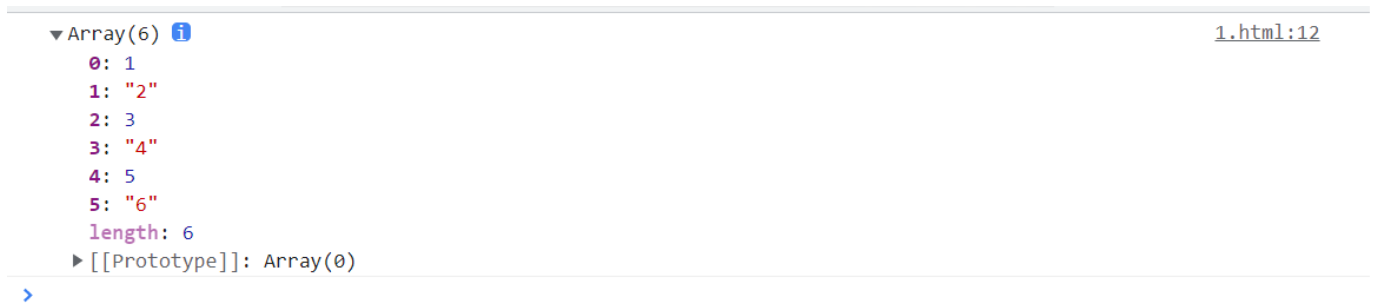 ▼Array(6) i 1.html:12
0: 1
1: "2"
2: 3
3: "4"
4: 5
5: "6"
length: 6
▶[[Prototype]]: Array(0)
>